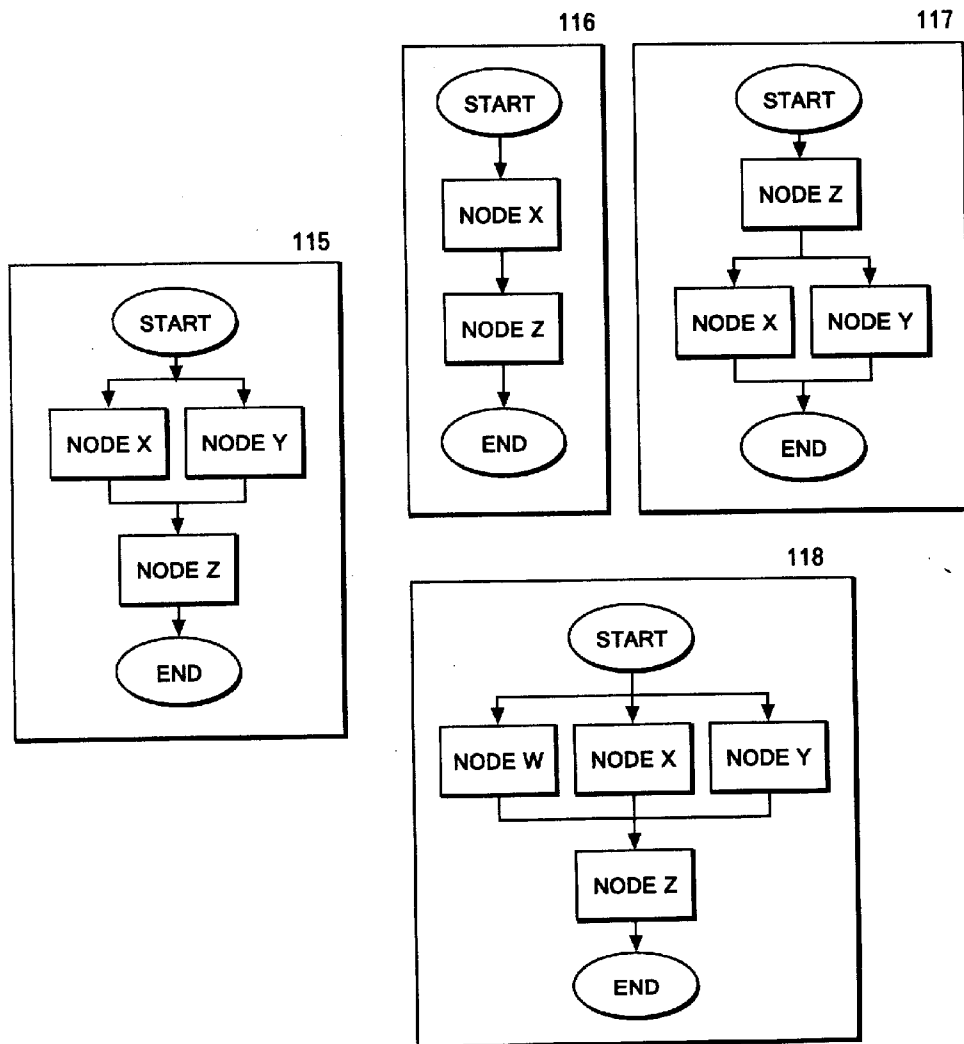 115
START
NODE X NODE Y
NODE Z
END
116
START
NODE X
NODE Z
END
117
START
NODE Z
NODE X NODE Y
END
118
START
NODE W NODE X NODE Y
NODE Z
END